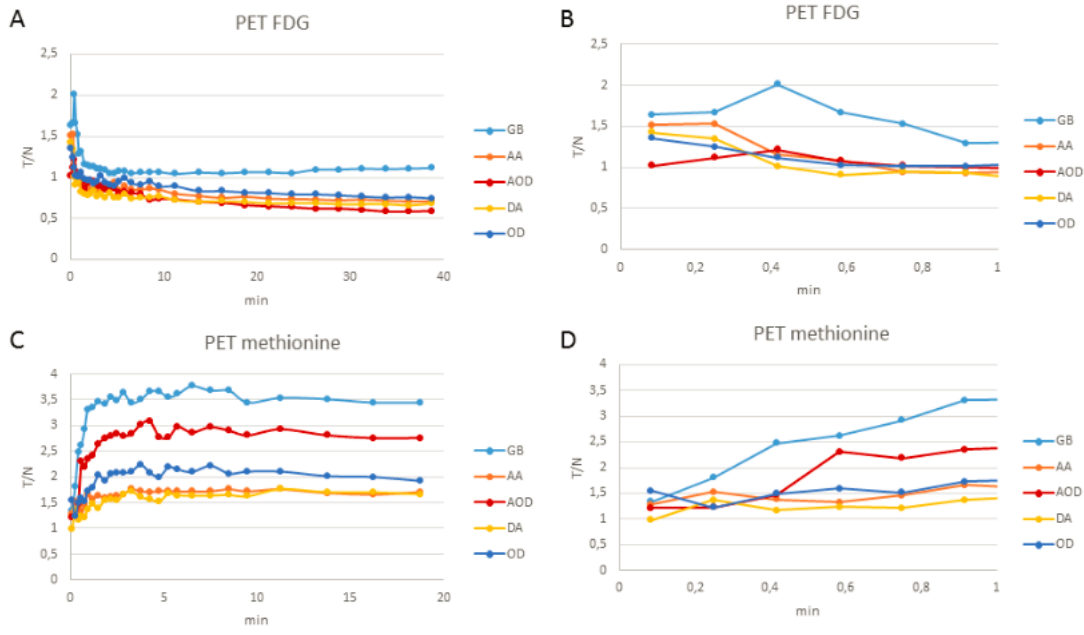 A
PET FDG
2,5
2
1,5
1
0,5
0
T/N
0
10
20
30
40
min
GB
AA
AOD
DA
OD
B
PET FDG
2,5
2
1,5
1
0,5
0
T/N
0
0,2
0,4
0,6
0,8
1
min
GB
AA
AOD
DA
OD
C
PET methionine
4
3,5
3
2,5
2
1,5
1
0,5
0
T/N
0
5
10
15
20
min
GB
AA
AOD
DA
OD
D
PET methionine
4
3,5
3
2,5
2
1,5
1
0,5
0
T/N
0
0,2
0,4
0,6
0,8
1
min
GB
AA
AOD
DA
OD